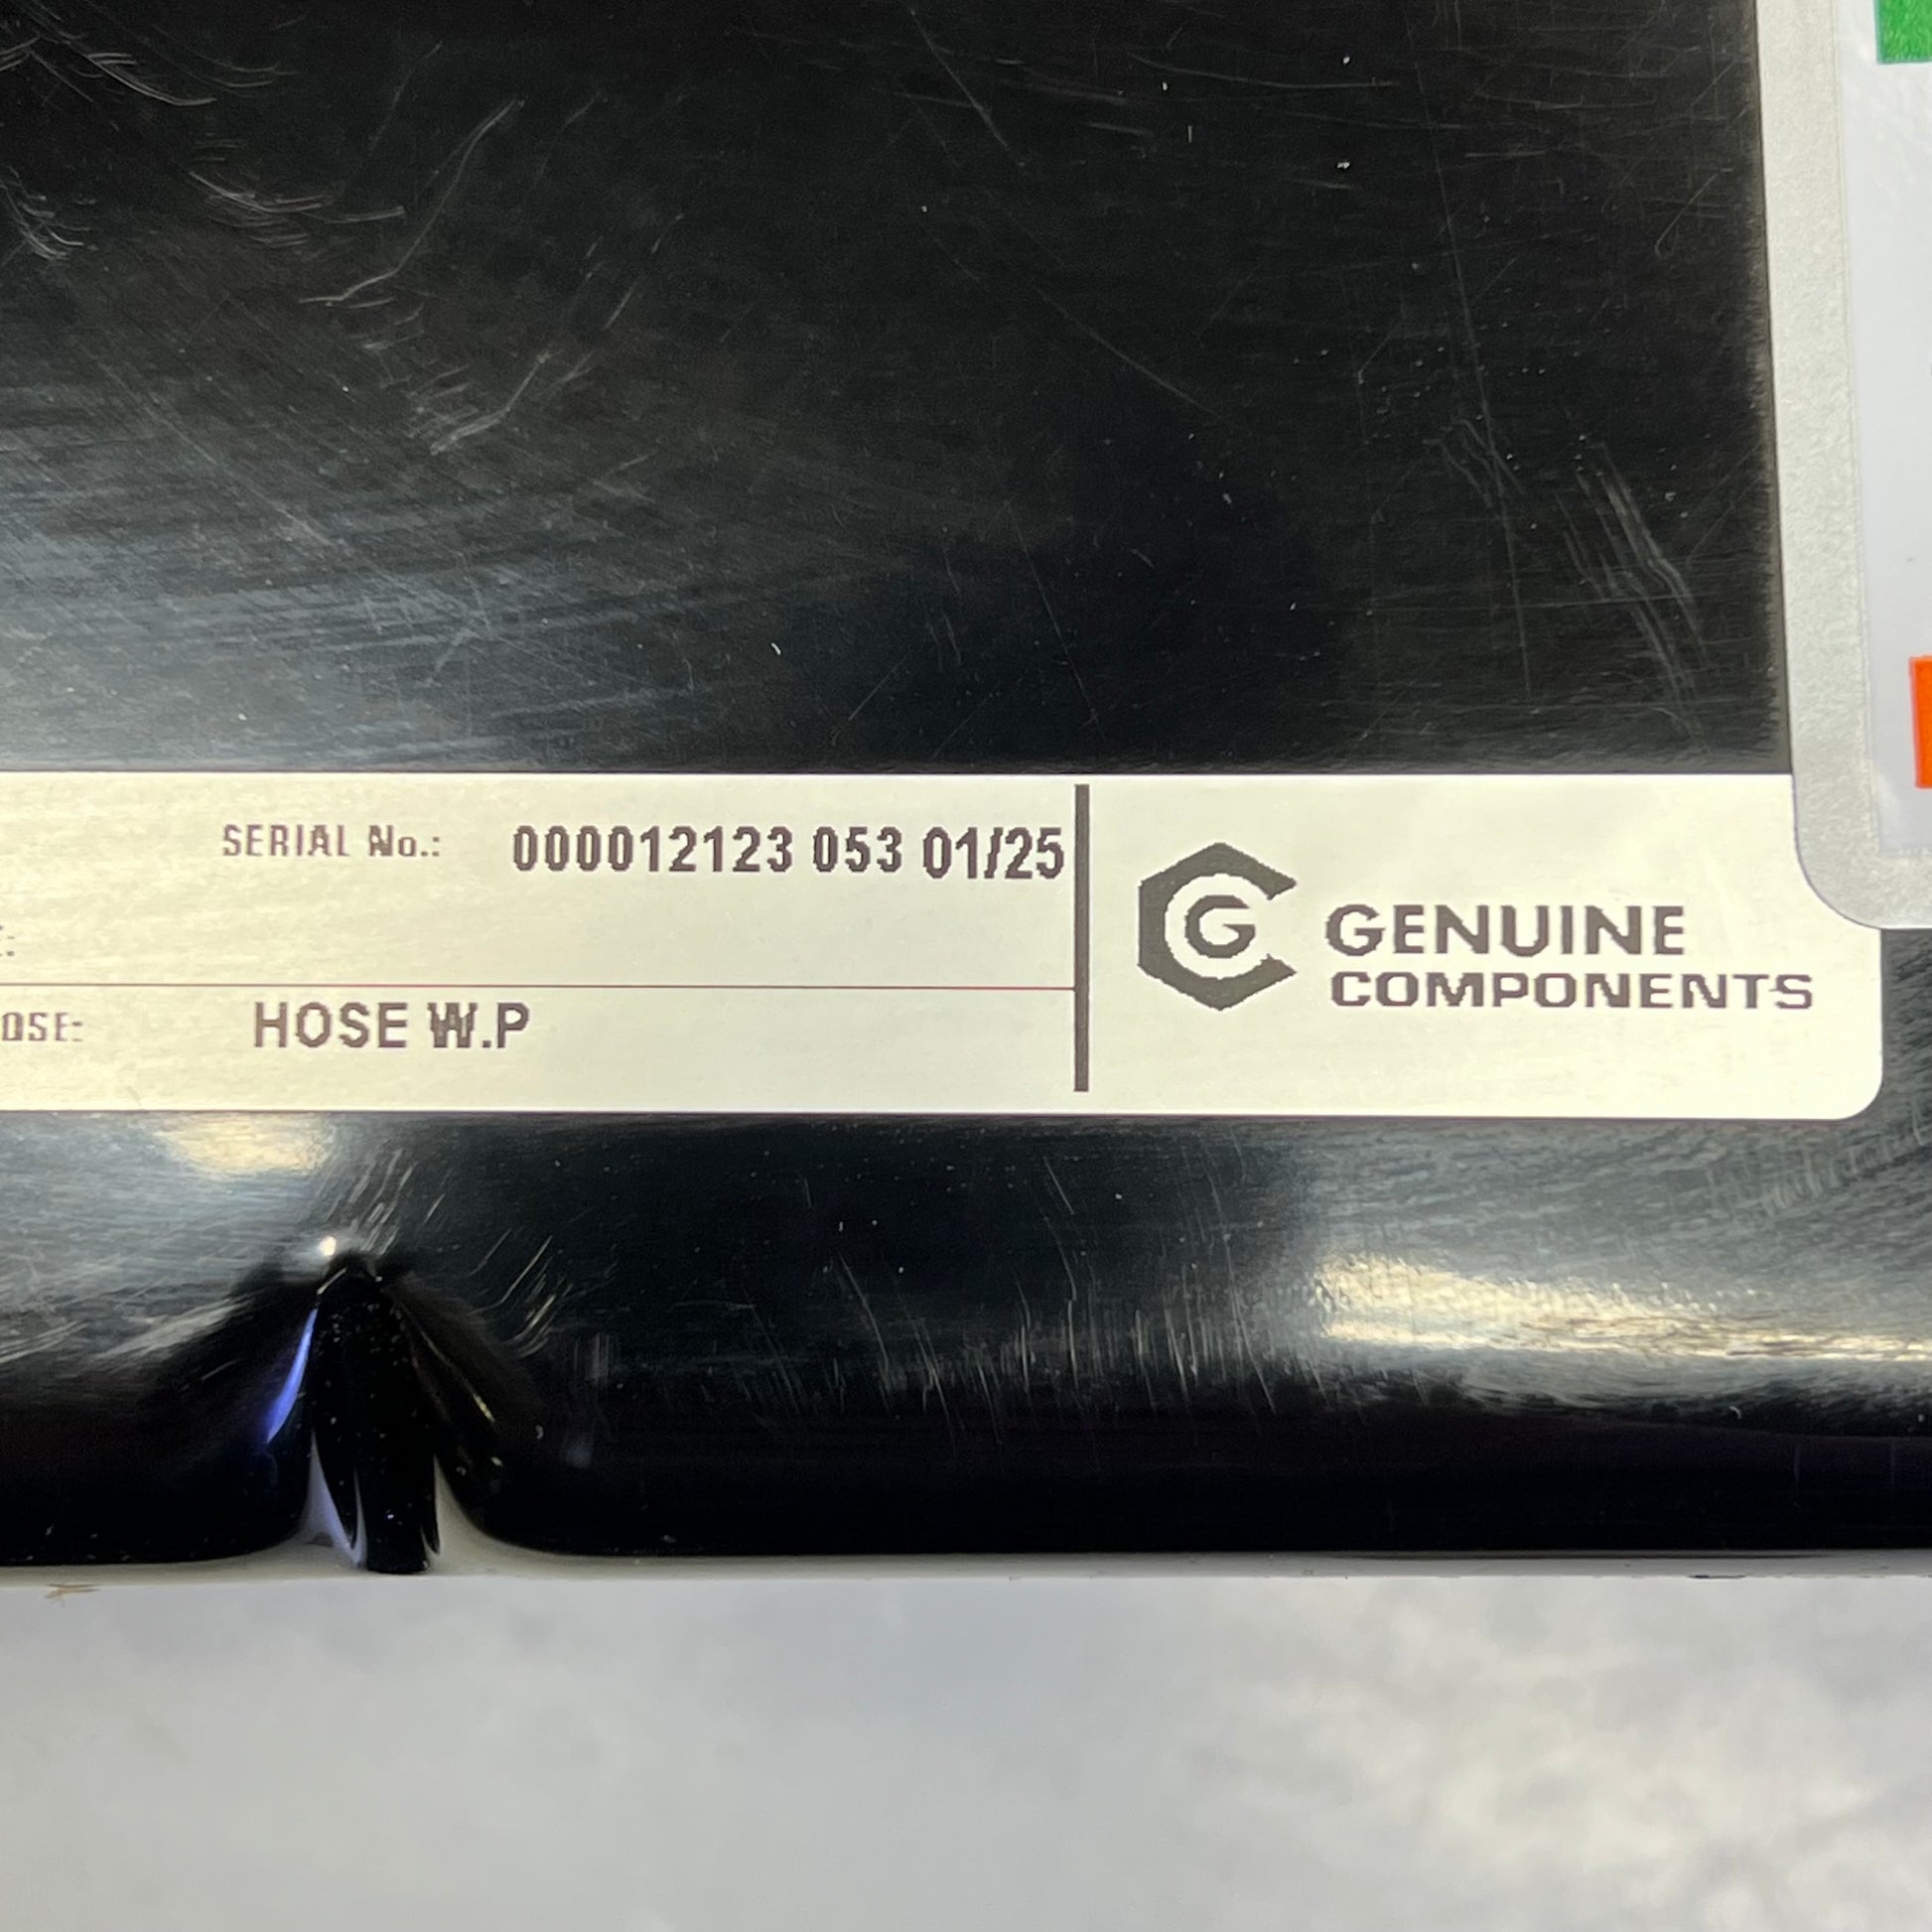 SERIAL No.: 000012123 053 01/25
HOSE W.P
G
GENUINE
COMPONENTS